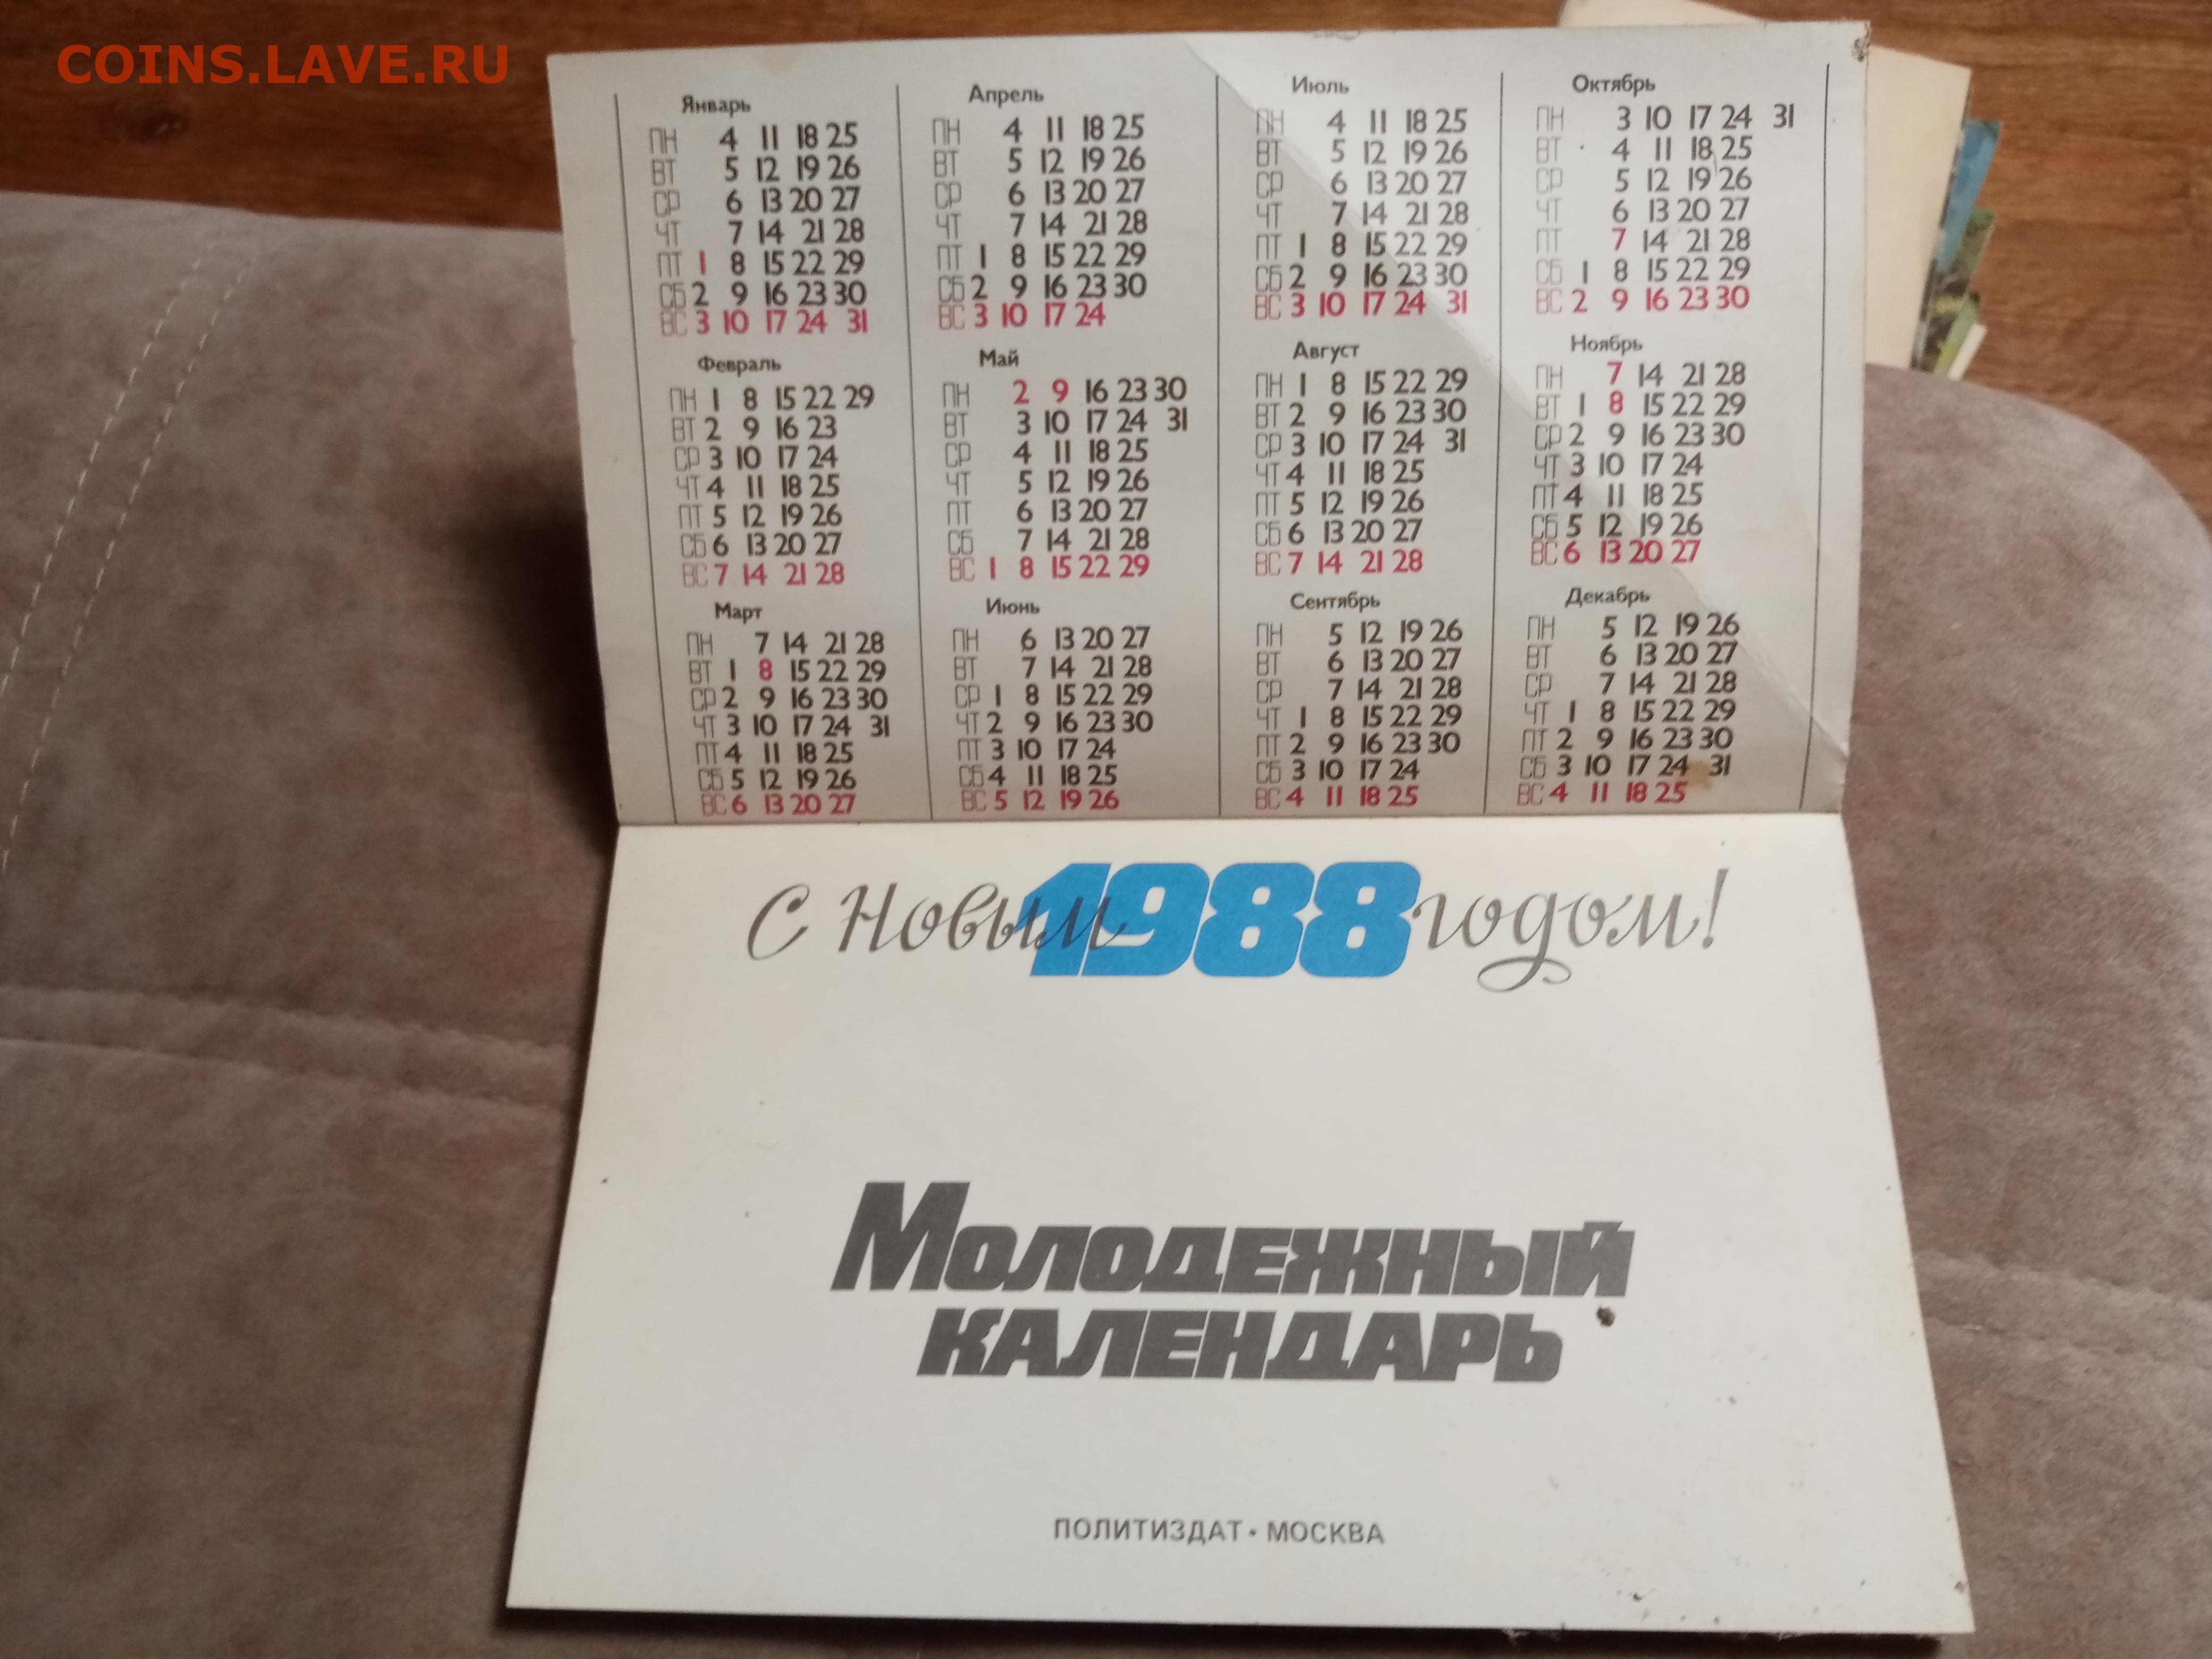 COINS.LAVE.RU
Январь
ПН 4 11 18 25
ВТ 5 12 19 26
СР 6 13 20 27
ЧТ 7 14 21 28
ПТ 1 8 15 22 29
СБ 2 9 16 23 30
ВС 3 10 17 24 31
Февраль
ПН 1 8 15 22 29
ВТ 2 9 16 23
СР 3 10 17 24
ЧТ 4 11 18 25
ПТ 5 12 19 26
СБ 6 13 20 27
ВС 7 14 21 28
Март
ПН 7 14 21 28
ВТ 1 8 15 22 29
СР 2 9 16 23 30
ЧТ 3 10 17 24 31
ПТ 4 11 18 25
СБ 5 12 19 26
ВС 6 13 20 27
Апрель
ПН 4 11 18 25
ВТ 5 12 19 26
СР 6 13 20 27
ЧТ 7 14 21 28
ПТ 1 8 15 22 29
СБ 2 9 16 23 30
ВС 3 10 17 24
Май
ПН 2 9 16 23 30
ВТ 3 10 17 24 31
СР 4 11 18 25
ЧТ 5 12 19 26
ПТ 6 13 20 27
СБ 7 14 21 28
ВС 1 8 15 22 29
Июнь
ПН 6 13 20 27
ВТ 7 14 21 28
СР 1 8 15 22 29
ЧТ 2 9 16 23 30
ПТ 3 10 17 24
СБ 4 11 18 25
ВС 5 12 19 26
Июль
ПН 4 11 18 25
ВТ 5 12 19 26
СР 6 13 20 27
ЧТ 7 14 21 28
ПТ 1 8 15 22 29
СБ 2 9 16 23 30
ВС 3 10 17 24 31
Август
ПН 1 8 15 22 29
ВТ 2 9 16 23 30
СР 3 10 17 24 31
ЧТ 4 11 18 25
ПТ 5 12 19 26
СБ 6 13 20 27
ВС 7 14 21 28
Сентябрь
ПН 5 12 19 26
ВТ 6 13 20 27
СР 7 14 21 28
ЧТ 1 8 15 22 29
ПТ 2 9 16 23 30
СБ 3 10 17 24
ВС 4 11 18 25
Октябрь
ПН 3 10 17 24 31
ВТ 4 11 18 25
СР 5 12 19 26
ЧТ 6 13 20 27
ПТ 7 14 21 28
СБ 1 8 15 22 29
ВС 2 9 16 23 30
Ноябрь
ПН 7 14 21 28
ВТ 1 8 15 22 29
СР 2 9 16 23 30
ЧТ 3 10 17 24
ПТ 4 11 18 25
СБ 5 12 19 26
ВС 6 13 20 27
Декабрь
ПН 5 12 19 26
ВТ 6 13 20 27
СР 7 14 21 28
ЧТ 1 8 15 22 29
ПТ 2 9 16 23 30
СБ 3 10 17 24 31
ВС 4 11 18 25
С Новым 1988 годом!
Молодежный
календарь
ПОЛИТИЗДАТ • МОСКВА